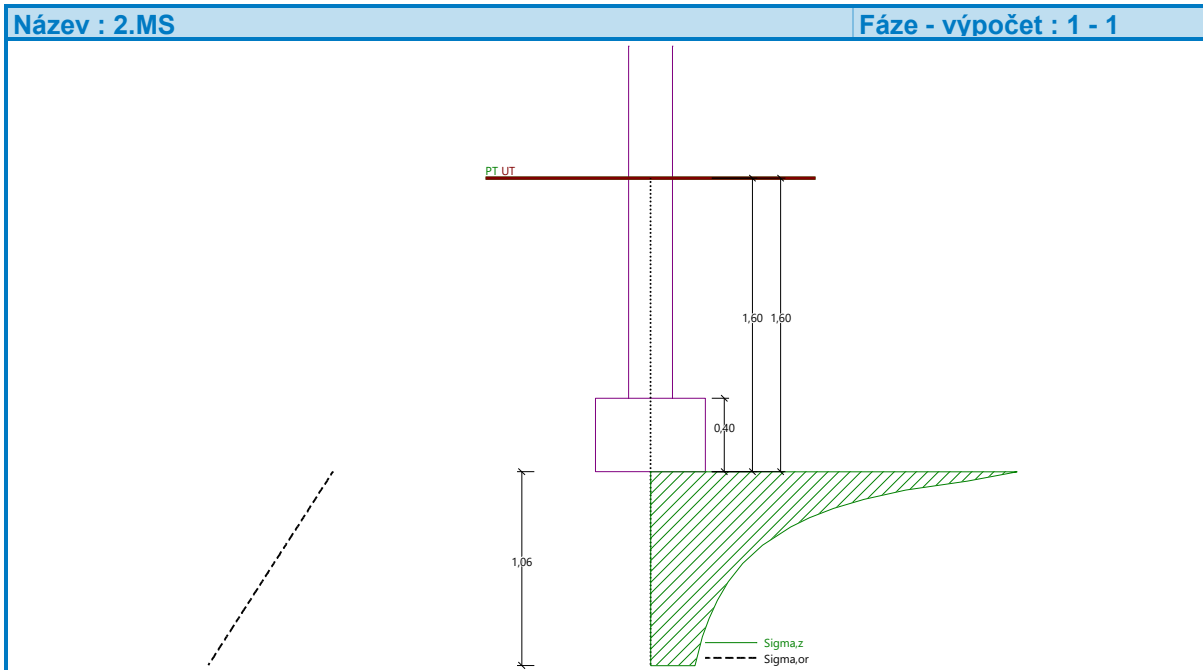 Název : 2.MS
Fáze - výpočet : 1 - 1
PT UT
1,60 1,60
0,40
1,06
Sigma,z
Sigma,or